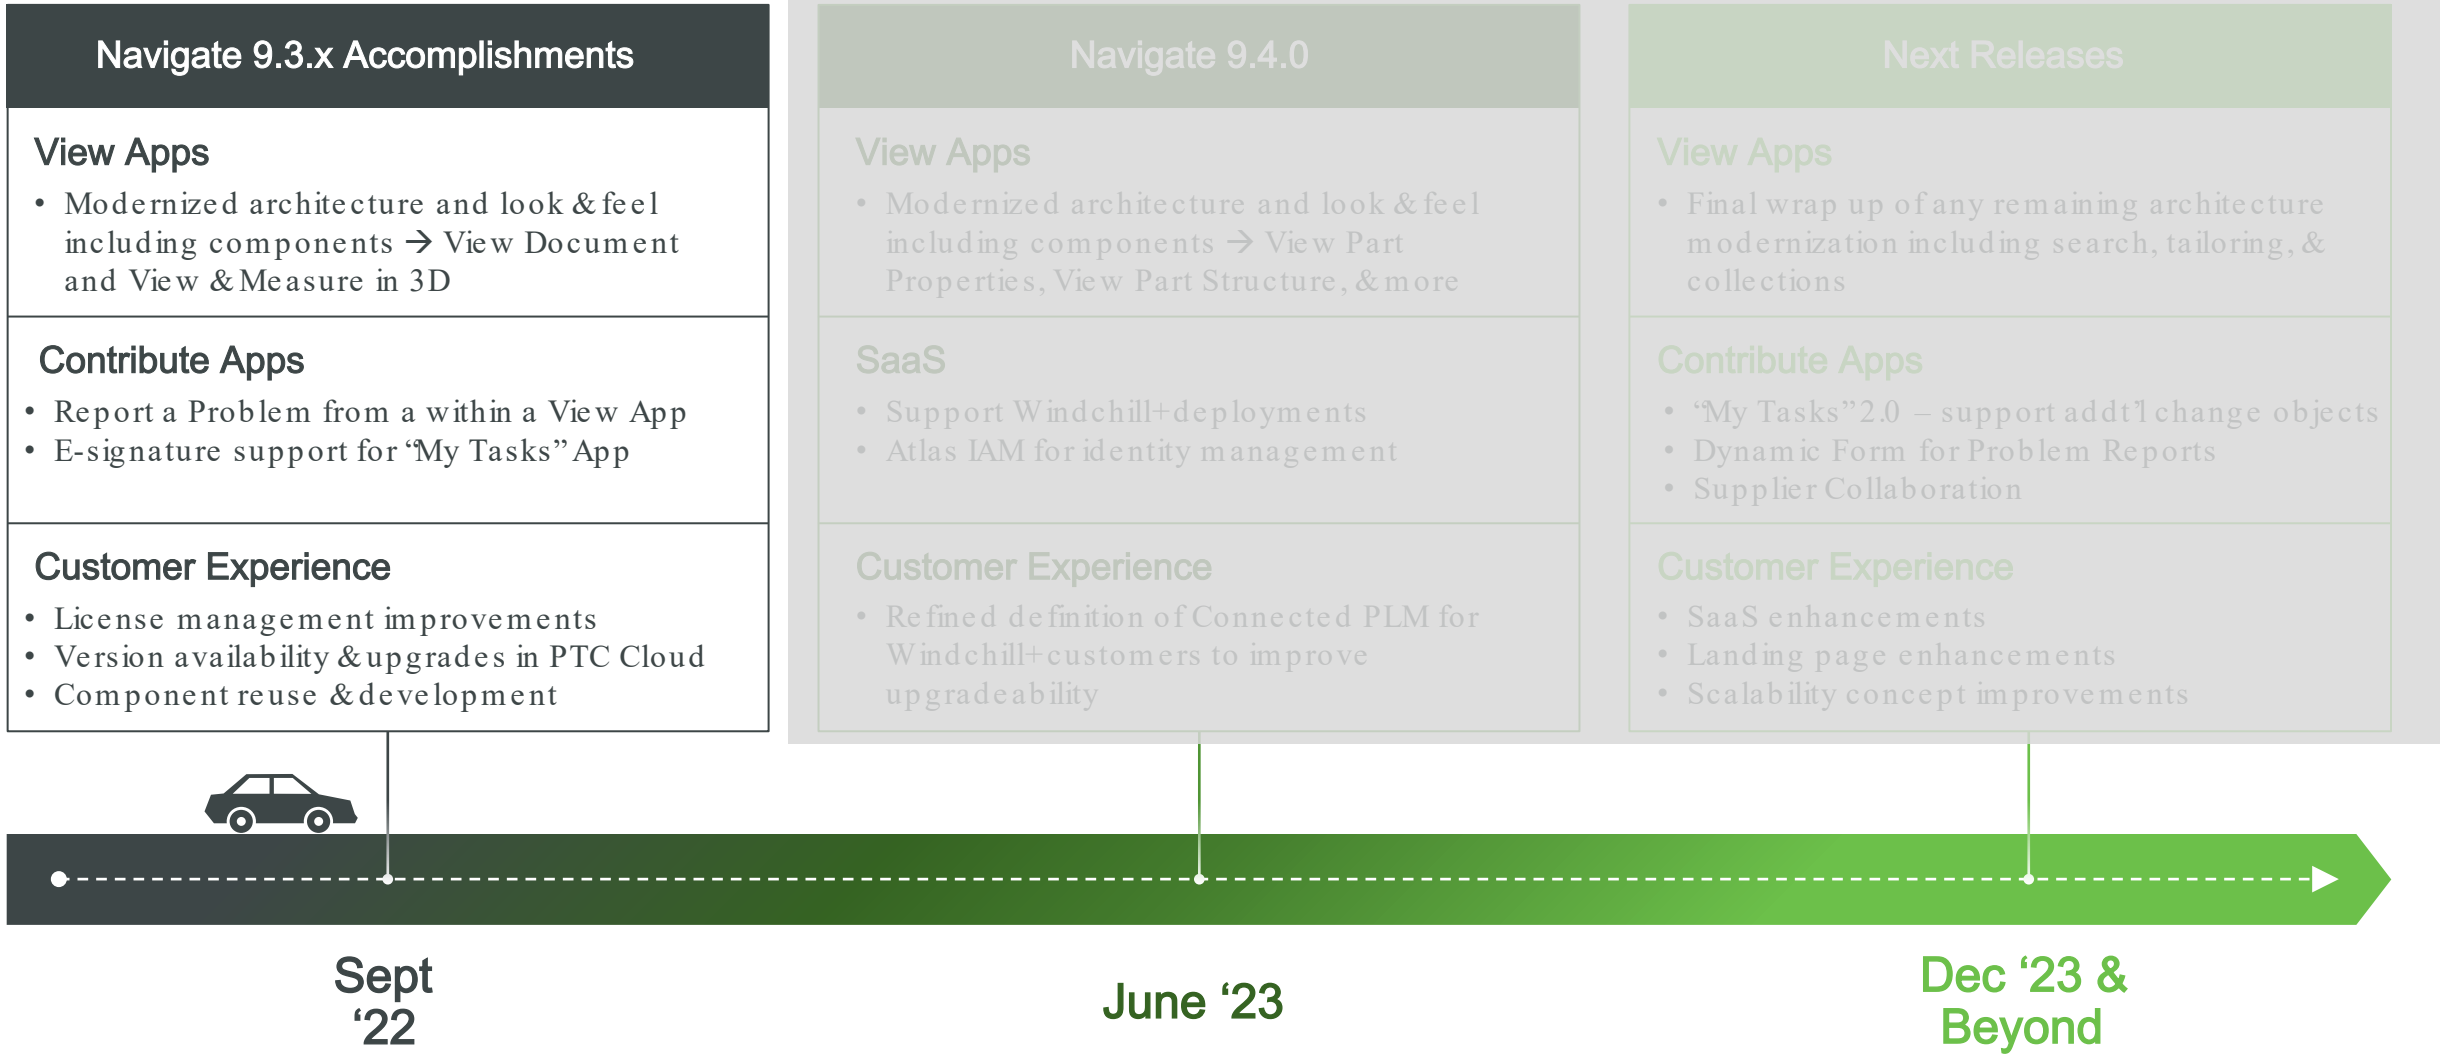 Navigate 9.3.x Accomplishments
View Apps
• Modernized architecture and look & feel
including components → View Document
and View & Measure in 3D
Contribute Apps
• Report a Problem from a within a View App
• E-signature support for “My Tasks” App
Customer Experience
• License management improvements
• Version availability & upgrades in PTC Cloud
• Component reuse & development
Navigate 9.4.0
View Apps
• Modernized architecture and look & feel
including components → View Part
Properties, View Part Structure, & more
SaaS
• Support Windchill+ deployments
• Atlas IAM for identity management
Customer Experience
• Refined definition of Connected PLM for
Windchill+ customers to improve
upgradeability
Next Releases
View Apps
• Final wrap up of any remaining architecture
modernization including search, tailoring, &
collections
Contribute Apps
• “My Tasks” 2.0 – support addt’l change objects
• Dynamic Form for Problem Reports
• Supplier Collaboration
Customer Experience
• SaaS enhancements
• Landing page enhancements
• Scalability concept improvements
Sept
‘22
June ‘23
Dec ‘23 &
Beyond